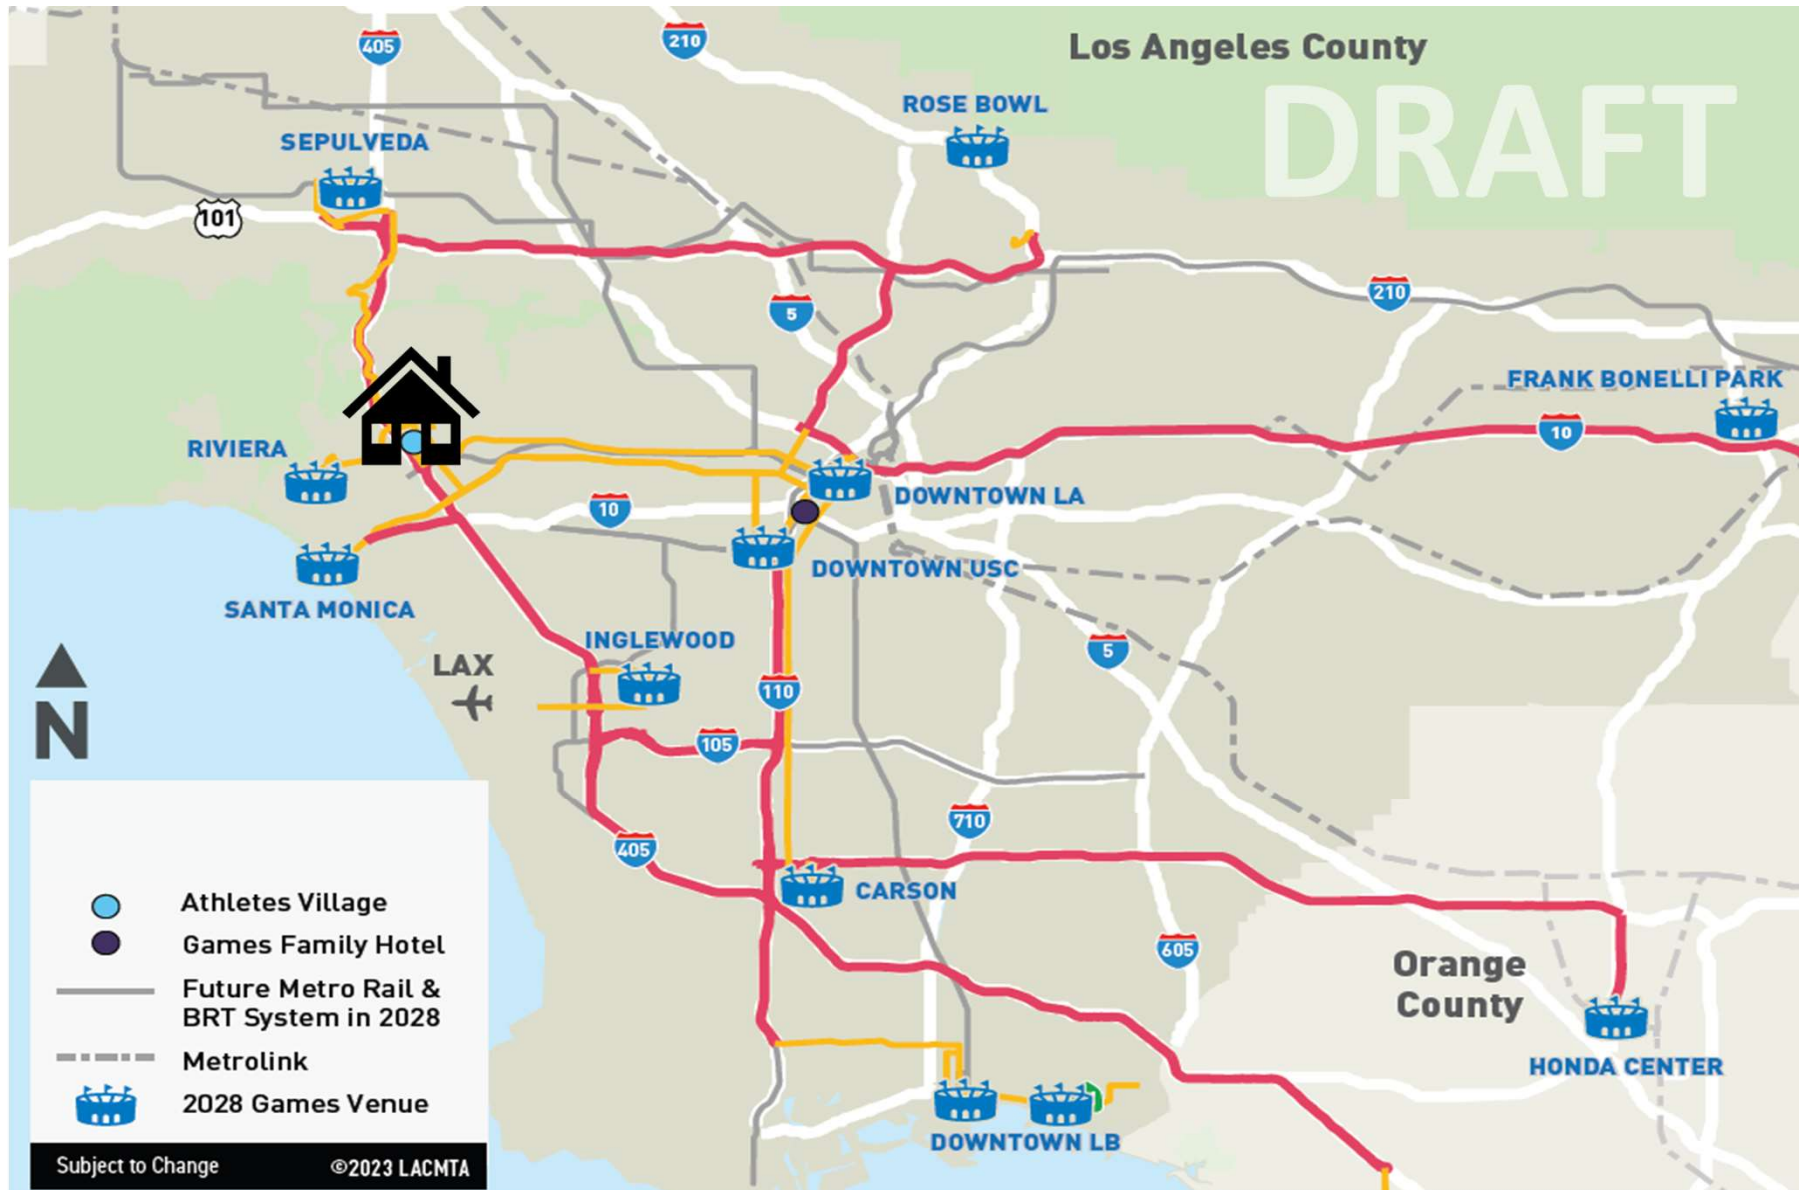 Los Angeles County
DRAFT
405
210
ROSE BOWL
SEPULVEDA
101
5
210
FRANK BONELLI PARK
10
RIVIERA
DOWNTOWN LA
10
DOWNTOWN USC
SANTA MONICA
INGLEWOOD
LAX
5
110
105
N
710
405
CARSON
605
Orange
County
HONDA CENTER
DOWNTOWN LB
Athletes Village
Games Family Hotel
Future Metro Rail &
BRT System in 2028
Metrolink
2028 Games Venue
Subject to Change
©2023 LACMTA